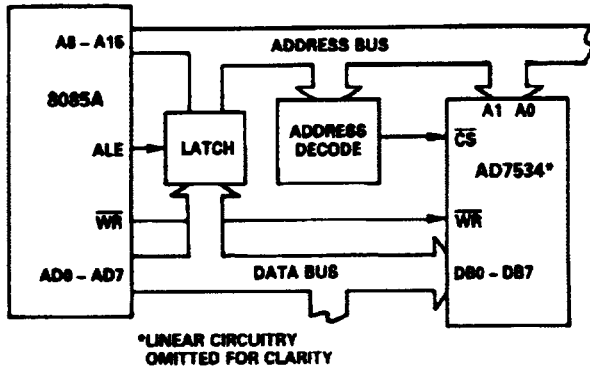 A8 – A15
ADDRESS BUS
8085A
A1 A0
ALE
LATCH
ADDRESS
DECODE
CS
AD7534*
WR
WR
AD0 – AD7
DATA BUS
DB0 – DB7
*LINEAR CIRCUITRY
OMITTED FOR CLARITY